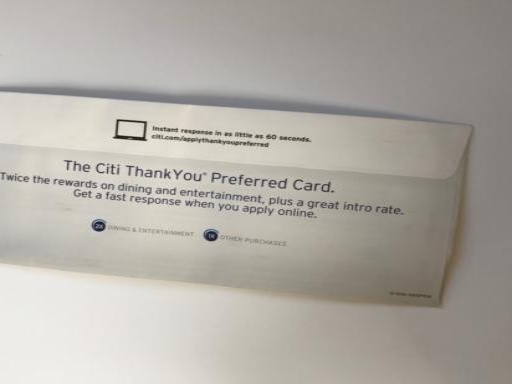 Instant response in as little as 60 seconds.
citi.com/applythankyoupreferred
The Citi ThankYou® Preferred Card.
Twice the rewards on dining and entertainment, plus a great intro rate.
Get a fast response when you apply online.
2X DINING & ENTERTAINMENT 1X OTHER PURCHASES